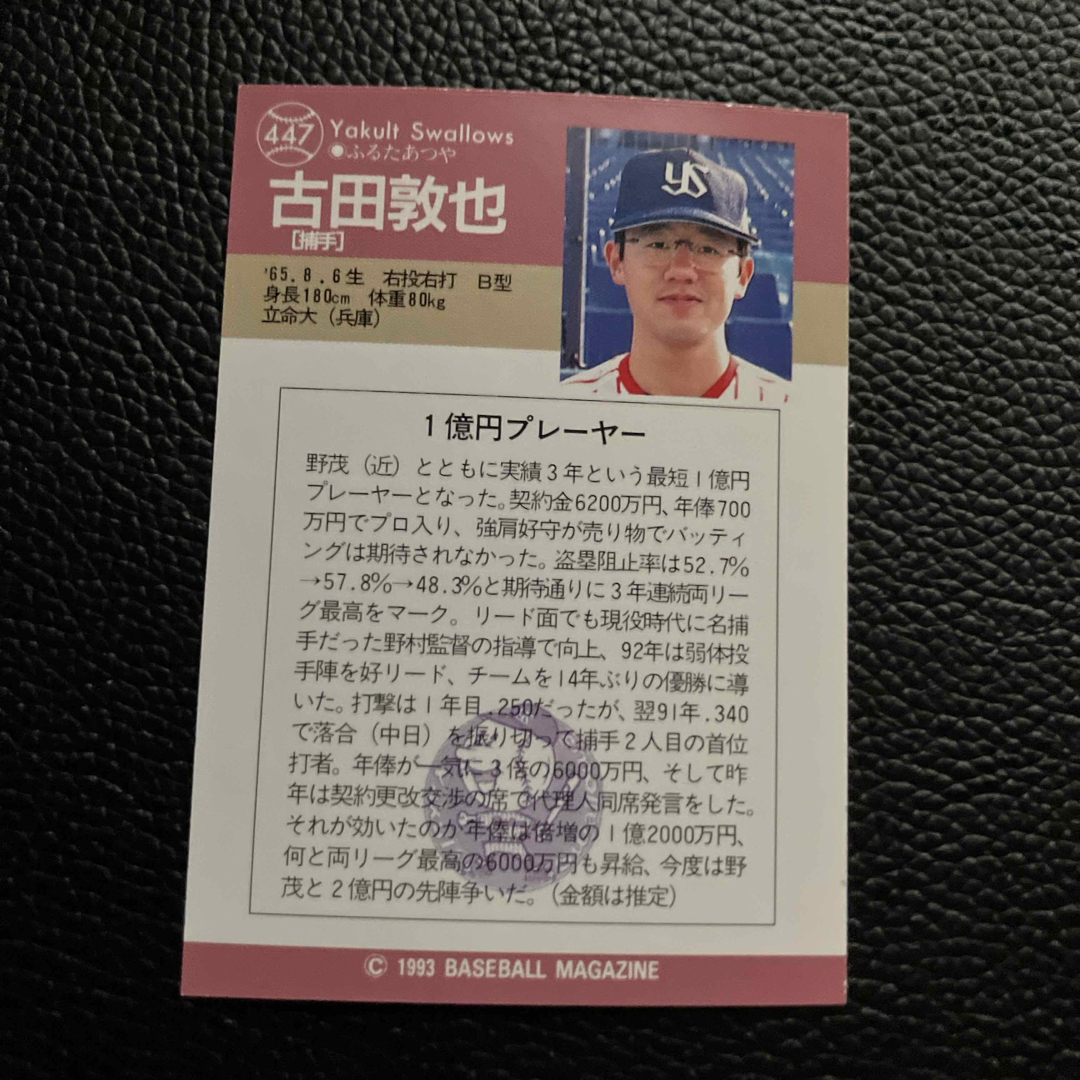 447
Yakult Swallows
●ふるたあつや
古田敦也
[捕手]
'65.8.6生 右投右打 B型
身長180cm 体重80kg
立命大（兵庫）
YS
1億円プレーヤー
野茂（近）とともに実績3年という最短1億円
プレーヤーとなった。契約金6200万円、年俸700
万円でプロ入り、強肩好守が売り物でバッティ
ングは期待されなかった。盗塁阻止率は52.7%
→57.8%→48.3%と期待通りに3年連続両リー
グ最高をマーク。リード面でも現役時代に名捕
手だった野村監督の指導で向上、92年は弱体投
手陣を好リード、チームを14年ぶりの優勝に導
いた。打撃は1年目.250だったが、翌91年.340
で落合（中日）を振り切って捕手2人目の首位
打者。年俸が一気に3倍の6000万円、そして昨
年は契約更改交渉の席で代理人同席発言をした。
それが効いたのか年俸は倍増の1億2000万円、
何と両リーグ最高の6000万円も昇給、今度は野
茂と2億円の先陣争いだ。（金額は推定）
© 1993 BASEBALL MAGAZINE